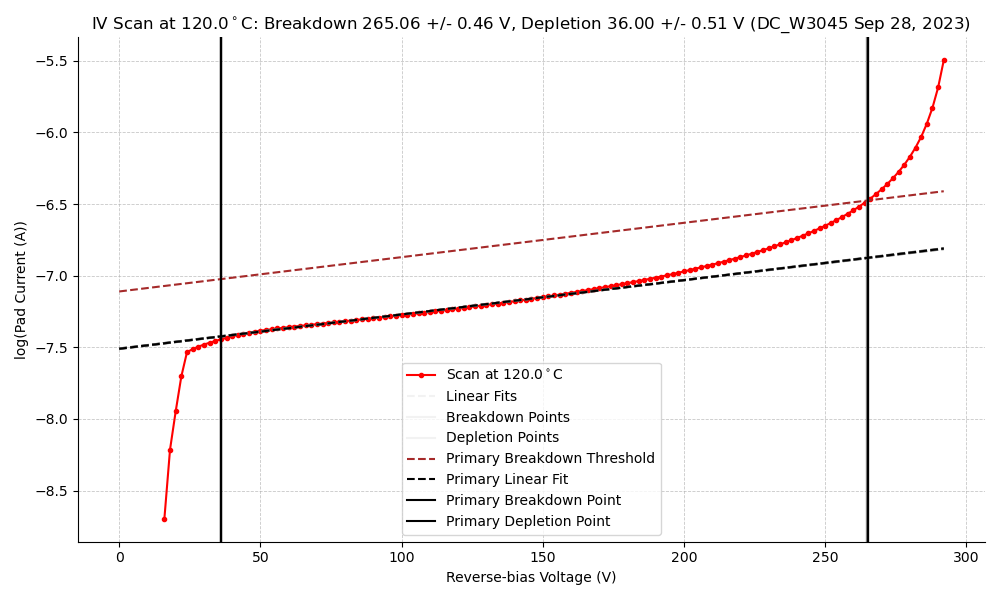 IV Scan at 120.0°C: Breakdown 265.06 +/- 0.46 V, Depletion 36.00 +/- 0.51 V (DC_W3045 Sep 28, 2023)
−5.5
−6.0
−6.5
−7.0
−7.5
−8.0
−8.5
log(Pad Current (A))
Scan at 120.0°C
Linear Fits
Breakdown Points
Depletion Points
Primary Breakdown Threshold
Primary Linear Fit
Primary Breakdown Point
Primary Depletion Point
0 50 100 150 200 250 300
Reverse-bias Voltage (V)